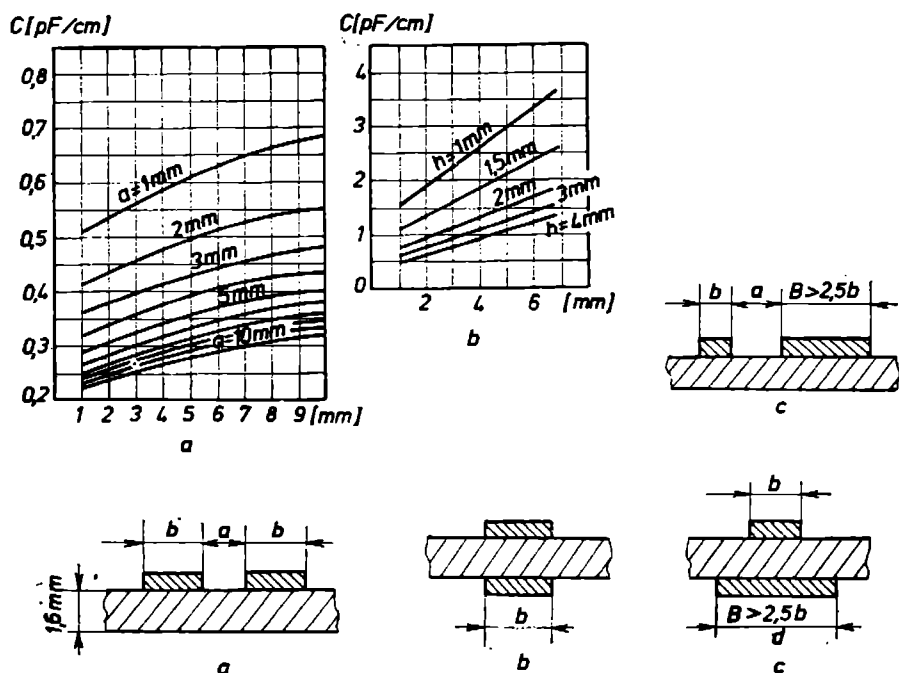 C [pF/cm]
0,8
0,7
0,6
0,5
0,4
0,3
0,2
a=1mm
2mm
3mm
5mm
a=10mm
1 2 3 4 5 6 7 8 9 [mm]
a
C [pF/cm]
4
3
2
1
0
h=1mm
1,5mm
2mm
3mm
h=4mm
2 4 6 [mm]
b
b a B>2,5b
c
b a b
1,6mm
a
b
b
b
B>2,5b
d
c